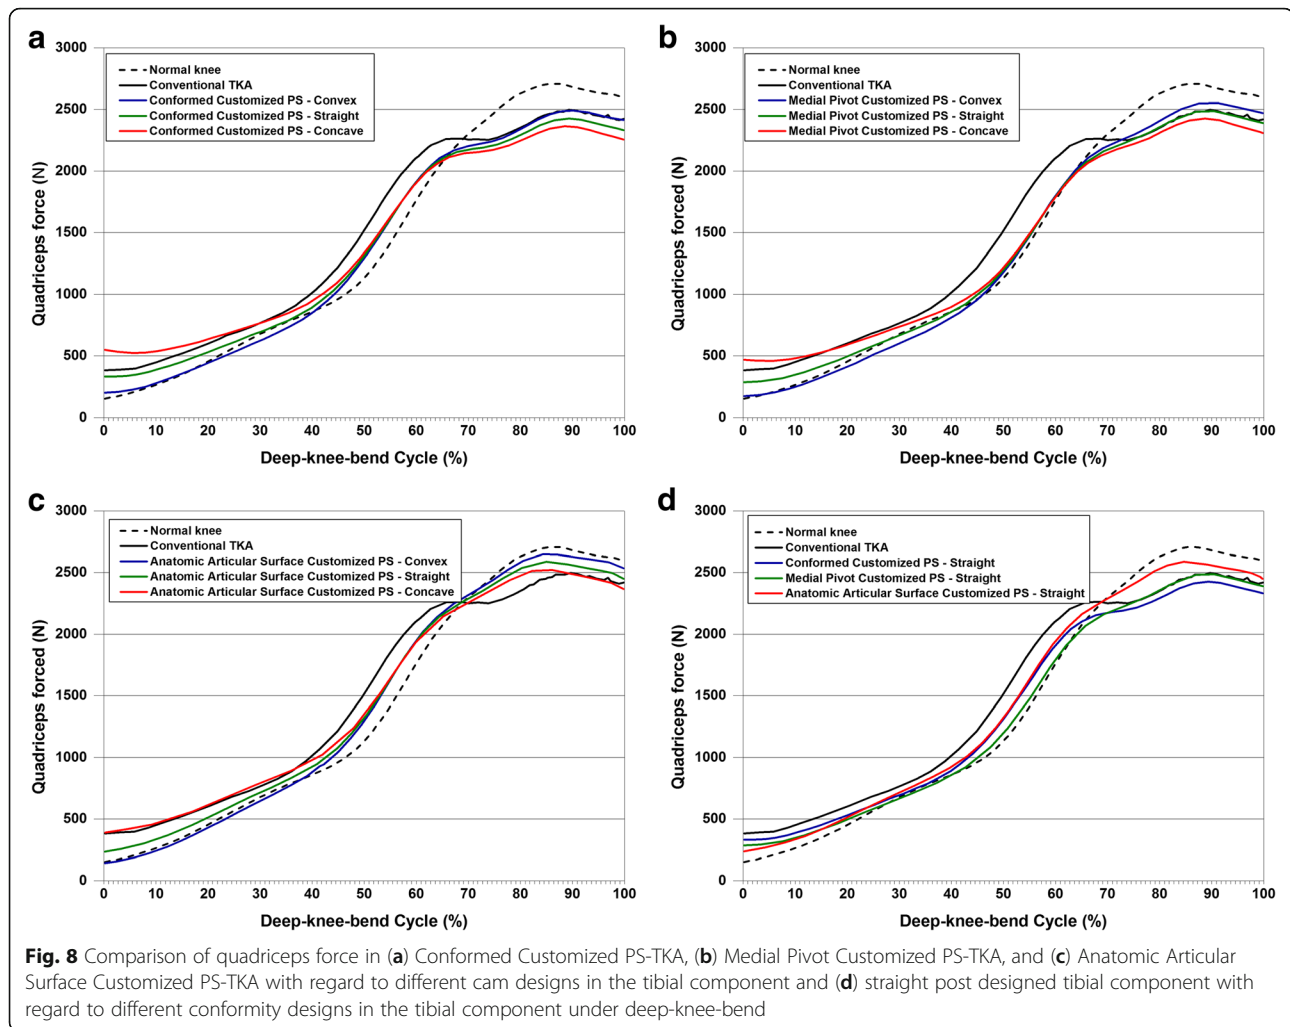 a
3000
2500
2000
1500
1000
500
0
Quadriceps force (N)
Normal knee
Conventional TKA
Conformed Customized PS - Convex
Conformed Customized PS - Straight
Conformed Customized PS - Concave
0 10 20 30 40 50 60 70 80 90 100
Deep-knee-bend Cycle (%)
b
3000
2500
2000
1500
1000
500
0
Quadriceps forced (N)
Normal knee
Conventional TKA
Medial Pivot Customized PS - Convex
Medial Pivot Customized PS - Straight
Medial Pivot Customized PS - Concave
0 10 20 30 40 50 60 70 80 90 100
Deep-knee-bend Cycle (%)
c
3000
2500
2000
1500
1000
500
0
Quadriceps forced (N)
Normal knee
Conventional TKA
Anatomic Articular Surface Customized PS - Convex
Anatomic Articular Surface Customized PS - Straight
Anatomic Articular Surface Customized PS - Concave
0 10 20 30 40 50 60 70 80 90 100
Deep-knee-bend Cycle (%)
d
3000
2500
2000
1500
1000
500
0
Quadriceps force (N)
Normal knee
Conventional TKA
Conformed Customized PS - Straight
Medial Pivot Customized PS - Straight
Anatomic Articular Surface Customized PS - Straight
0 10 20 30 40 50 60 70 80 90 100
Deep-knee-bend Cycle (%)
Fig. 8 Comparison of quadriceps force in (a) Conformed Customized PS-TKA, (b) Medial Pivot Customized PS-TKA, and (c) Anatomic Articular
Surface Customized PS-TKA with regard to different cam designs in the tibial component and (d) straight post designed tibial component with
regard to different conformity designs in the tibial component under deep-knee-bend